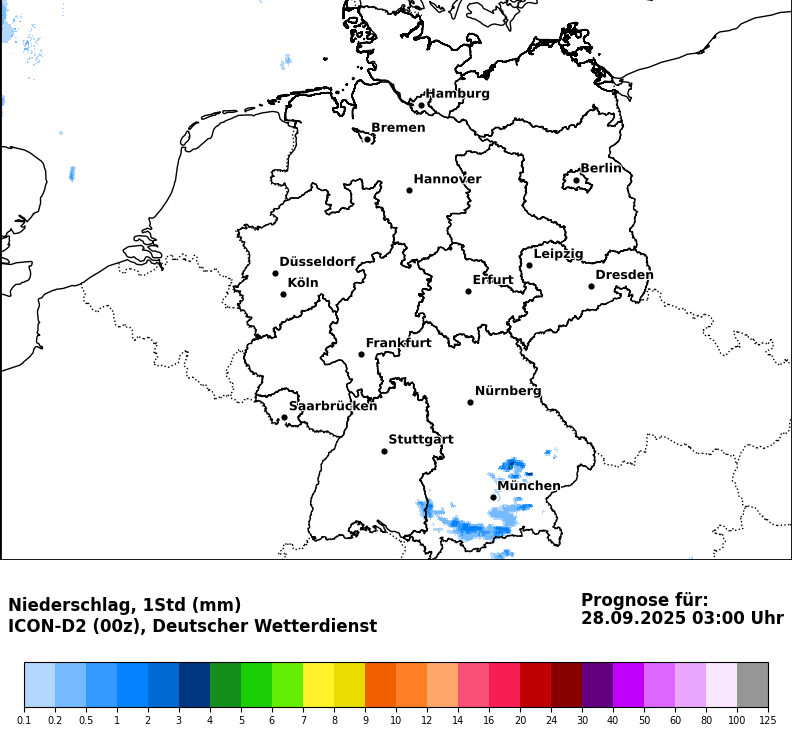 Hamburg
Bremen
Berlin
Hannover
Leipzig
Düsseldorf
Dresden
Köln
Erfurt
Frankfurt
Nürnberg
Saarbrücken
Stuttgart
München
Niederschlag, 1Std (mm)
ICON-D2 (00z), Deutscher Wetterdienst
Prognose für:
28.09.2025 03:00 Uhr
0.1 0.2 0.5 1 2 3 4 5 6 7 8 9 10 12 14 16 20 24 30 40 50 60 80 100 125